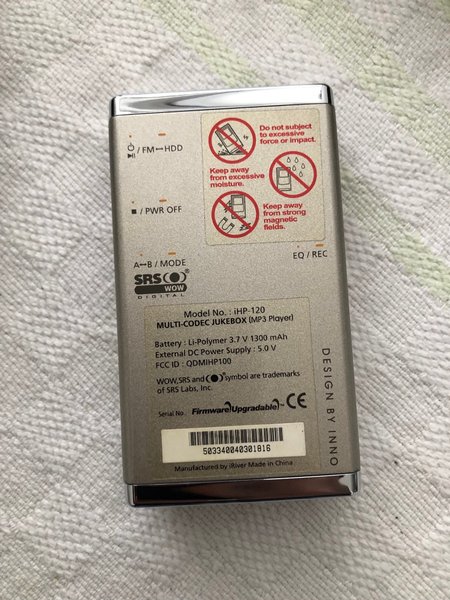 ⏻ / FM↔HDD
▶II
■ / PWR OFF
A↔B / MODE
EQ / REC
Do not subject
to excessive
force or impact.
Keep away
from excessive
moisture.
Keep away
from strong
magnetic
fields.
SRS(●)
WOW
DIGITAL
Model No. : iHP-120
MULTI-CODEC JUKEBOX (MP3 Player)
Battery : Li-Polymer 3.7 V 1300 mAh
External DC Power Supply : 5.0 V
FCC ID : QDMIHP100
WOW,SRS and (●)® symbol are trademarks
of SRS Labs, Inc.
Serial No. Firmware Upgradable™ CE
503340040301816
Manufactured by iRiver Made in China
DESIGN BY INNO